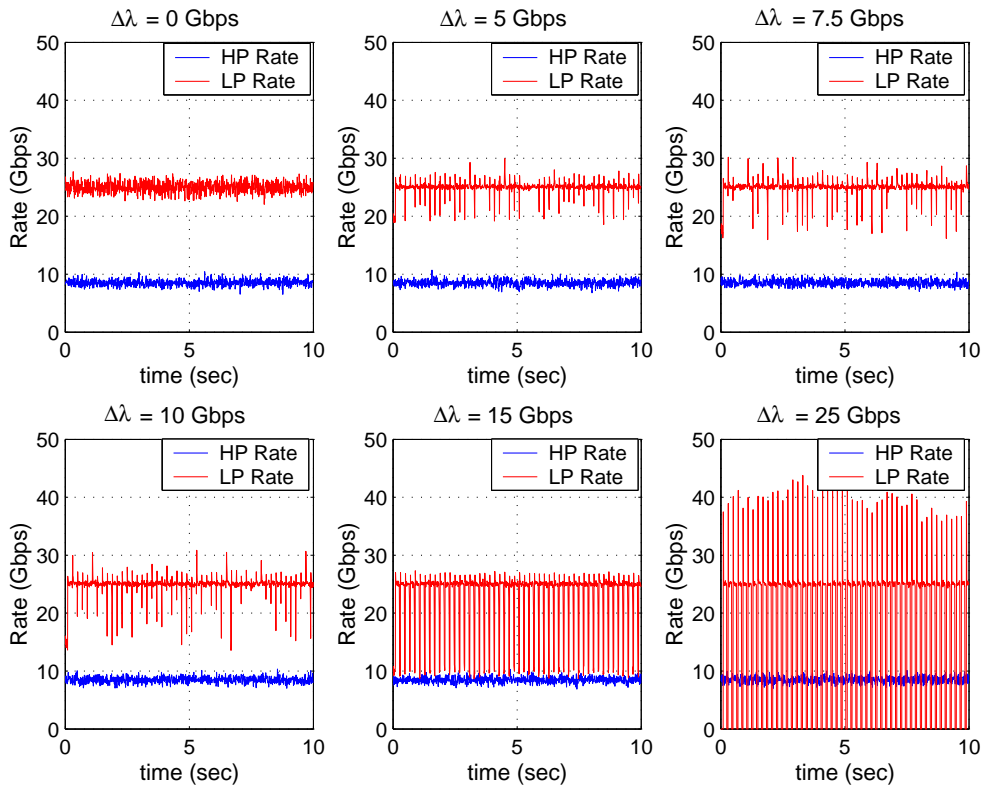 Δλ = 0 Gbps
50
40
30
20
10
0
Rate (Gbps)
HP Rate
LP Rate
0 5 10
time (sec)
Δλ = 5 Gbps
50
40
30
20
10
0
Rate (Gbps)
HP Rate
LP Rate
0 5 10
time (sec)
Δλ = 7.5 Gbps
50
40
30
20
10
0
Rate (Gbps)
HP Rate
LP Rate
0 5 10
time (sec)
Δλ = 10 Gbps
50
40
30
20
10
0
Rate (Gbps)
HP Rate
LP Rate
0 5 10
time (sec)
Δλ = 15 Gbps
50
40
30
20
10
0
Rate (Gbps)
HP Rate
LP Rate
0 5 10
time (sec)
Δλ = 25 Gbps
50
40
30
20
10
0
Rate (Gbps)
HP Rate
LP Rate
0 5 10
time (sec)